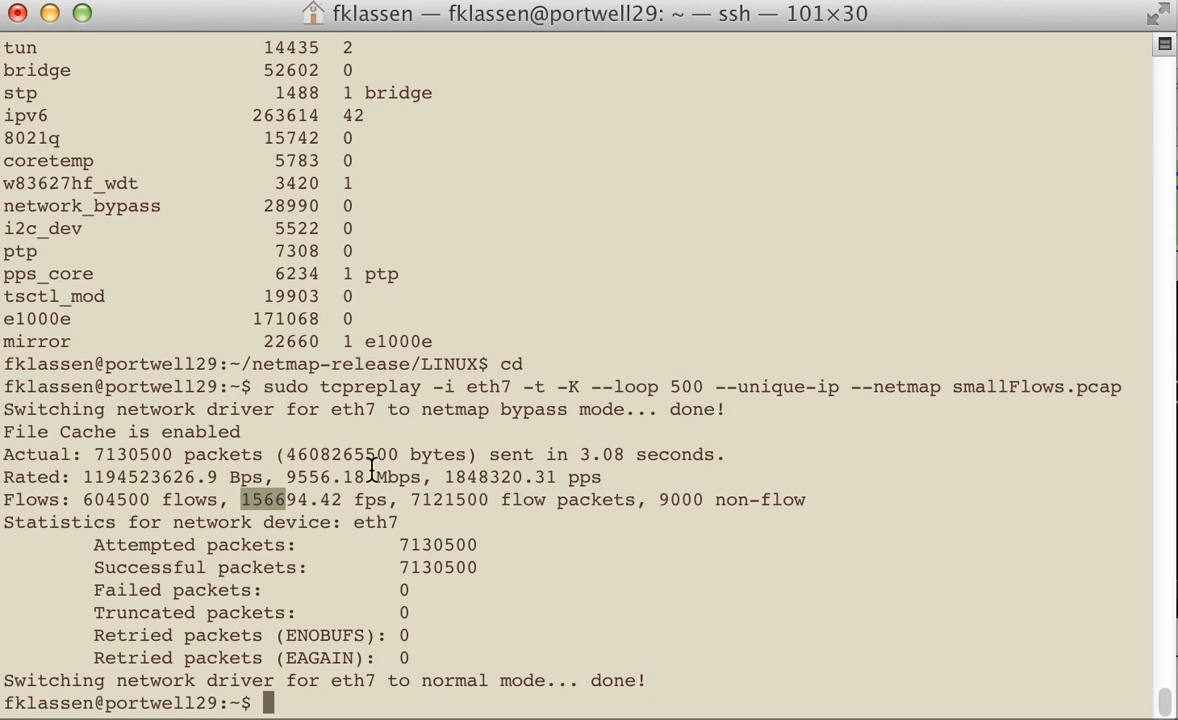 fklassen — fklassen@portwell29: ~ — ssh — 101×30
tun 14435 2
bridge 52602 0
stp 1488 1 bridge
ipv6 263614 42
8021q 15742 0
coretemp 5783 0
w83627hf_wdt 3420 1
network_bypass 28990 0
i2c_dev 5522 0
ptp 7308 0
pps_core 6234 1 ptp
tsctl_mod 19903 0
e1000e 171068 0
mirror 22660 1 e1000e
fklassen@portwell29:~/netmap-release/LINUX$ cd
fklassen@portwell29:~$ sudo tcpreplay -i eth7 -t -K --loop 500 --unique-ip --netmap smallFlows.pcap
Switching network driver for eth7 to netmap bypass mode... done!
File Cache is enabled
Actual: 7130500 packets (4608265500 bytes) sent in 3.08 seconds.
Rated: 1194523626.9 Bps, 9556.18 Mbps, 1848320.31 pps
Flows: 604500 flows, 156694.42 fps, 7121500 flow packets, 9000 non-flow
Statistics for network device: eth7
Attempted packets: 7130500
Successful packets: 7130500
Failed packets: 0
Truncated packets: 0
Retried packets (ENOBUFS): 0
Retried packets (EAGAIN): 0
Switching network driver for eth7 to normal mode... done!
fklassen@portwell29:~$